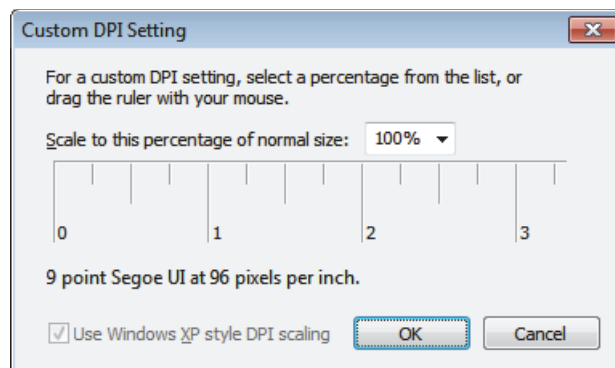 Custom DPI Setting
For a custom DPI setting, select a percentage from the list, or
drag the ruler with your mouse.
Scale to this percentage of normal size: 100%
0 1 2 3
9 point Segoe UI at 96 pixels per inch.
Use Windows XP style DPI scaling OK Cancel